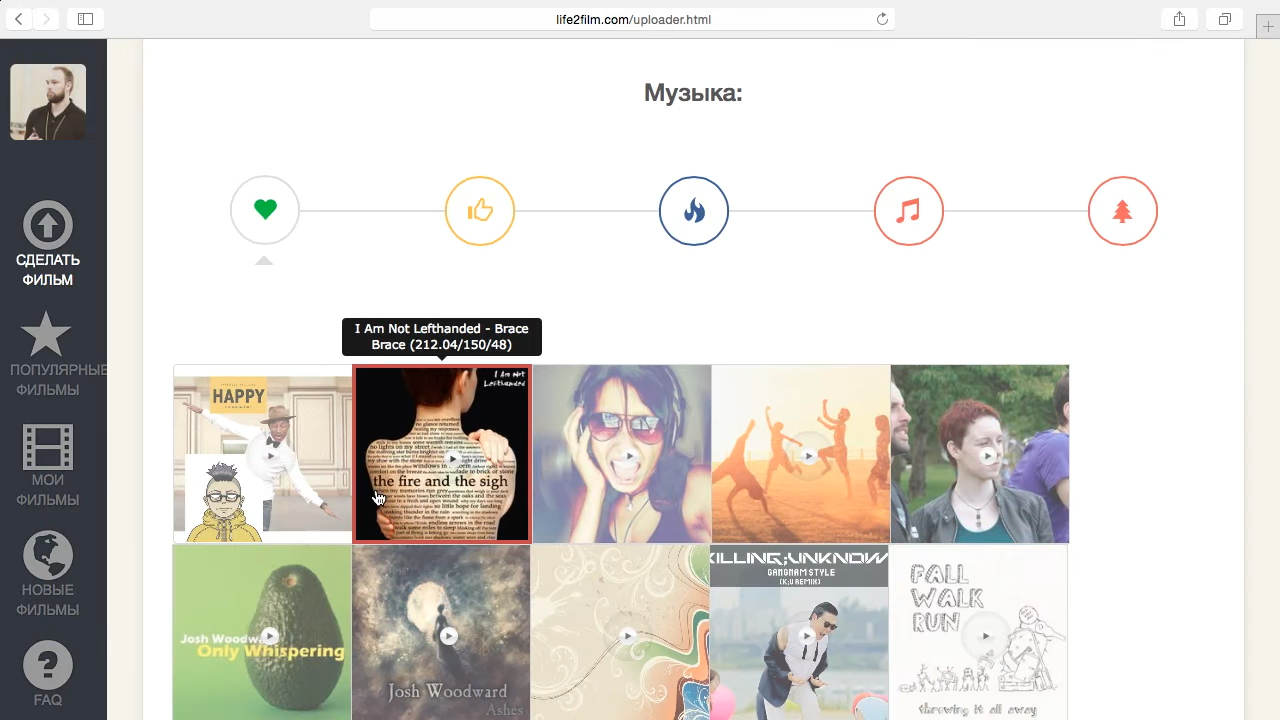 life2film.com/uploader.html
Музыка:
СДЕЛАТЬ
ФИЛЬМ
ПОПУЛЯРНЫЕ
ФИЛЬМЫ
МОИ
ФИЛЬМЫ
НОВЫЕ
ФИЛЬМЫ
FAQ
I Am Not Lefthanded - Brace
Brace (212.04/150/48)
HAPPY
I Am Not
Lefthanded
the fire and the sigh
Josh Woodw
Only Whispering
Josh Woodward
Ashes
KILLING;UNKNOW
GANGNAM STYLE
(K;U REMIX)
FALL
WALK
RUN
throwing it all away